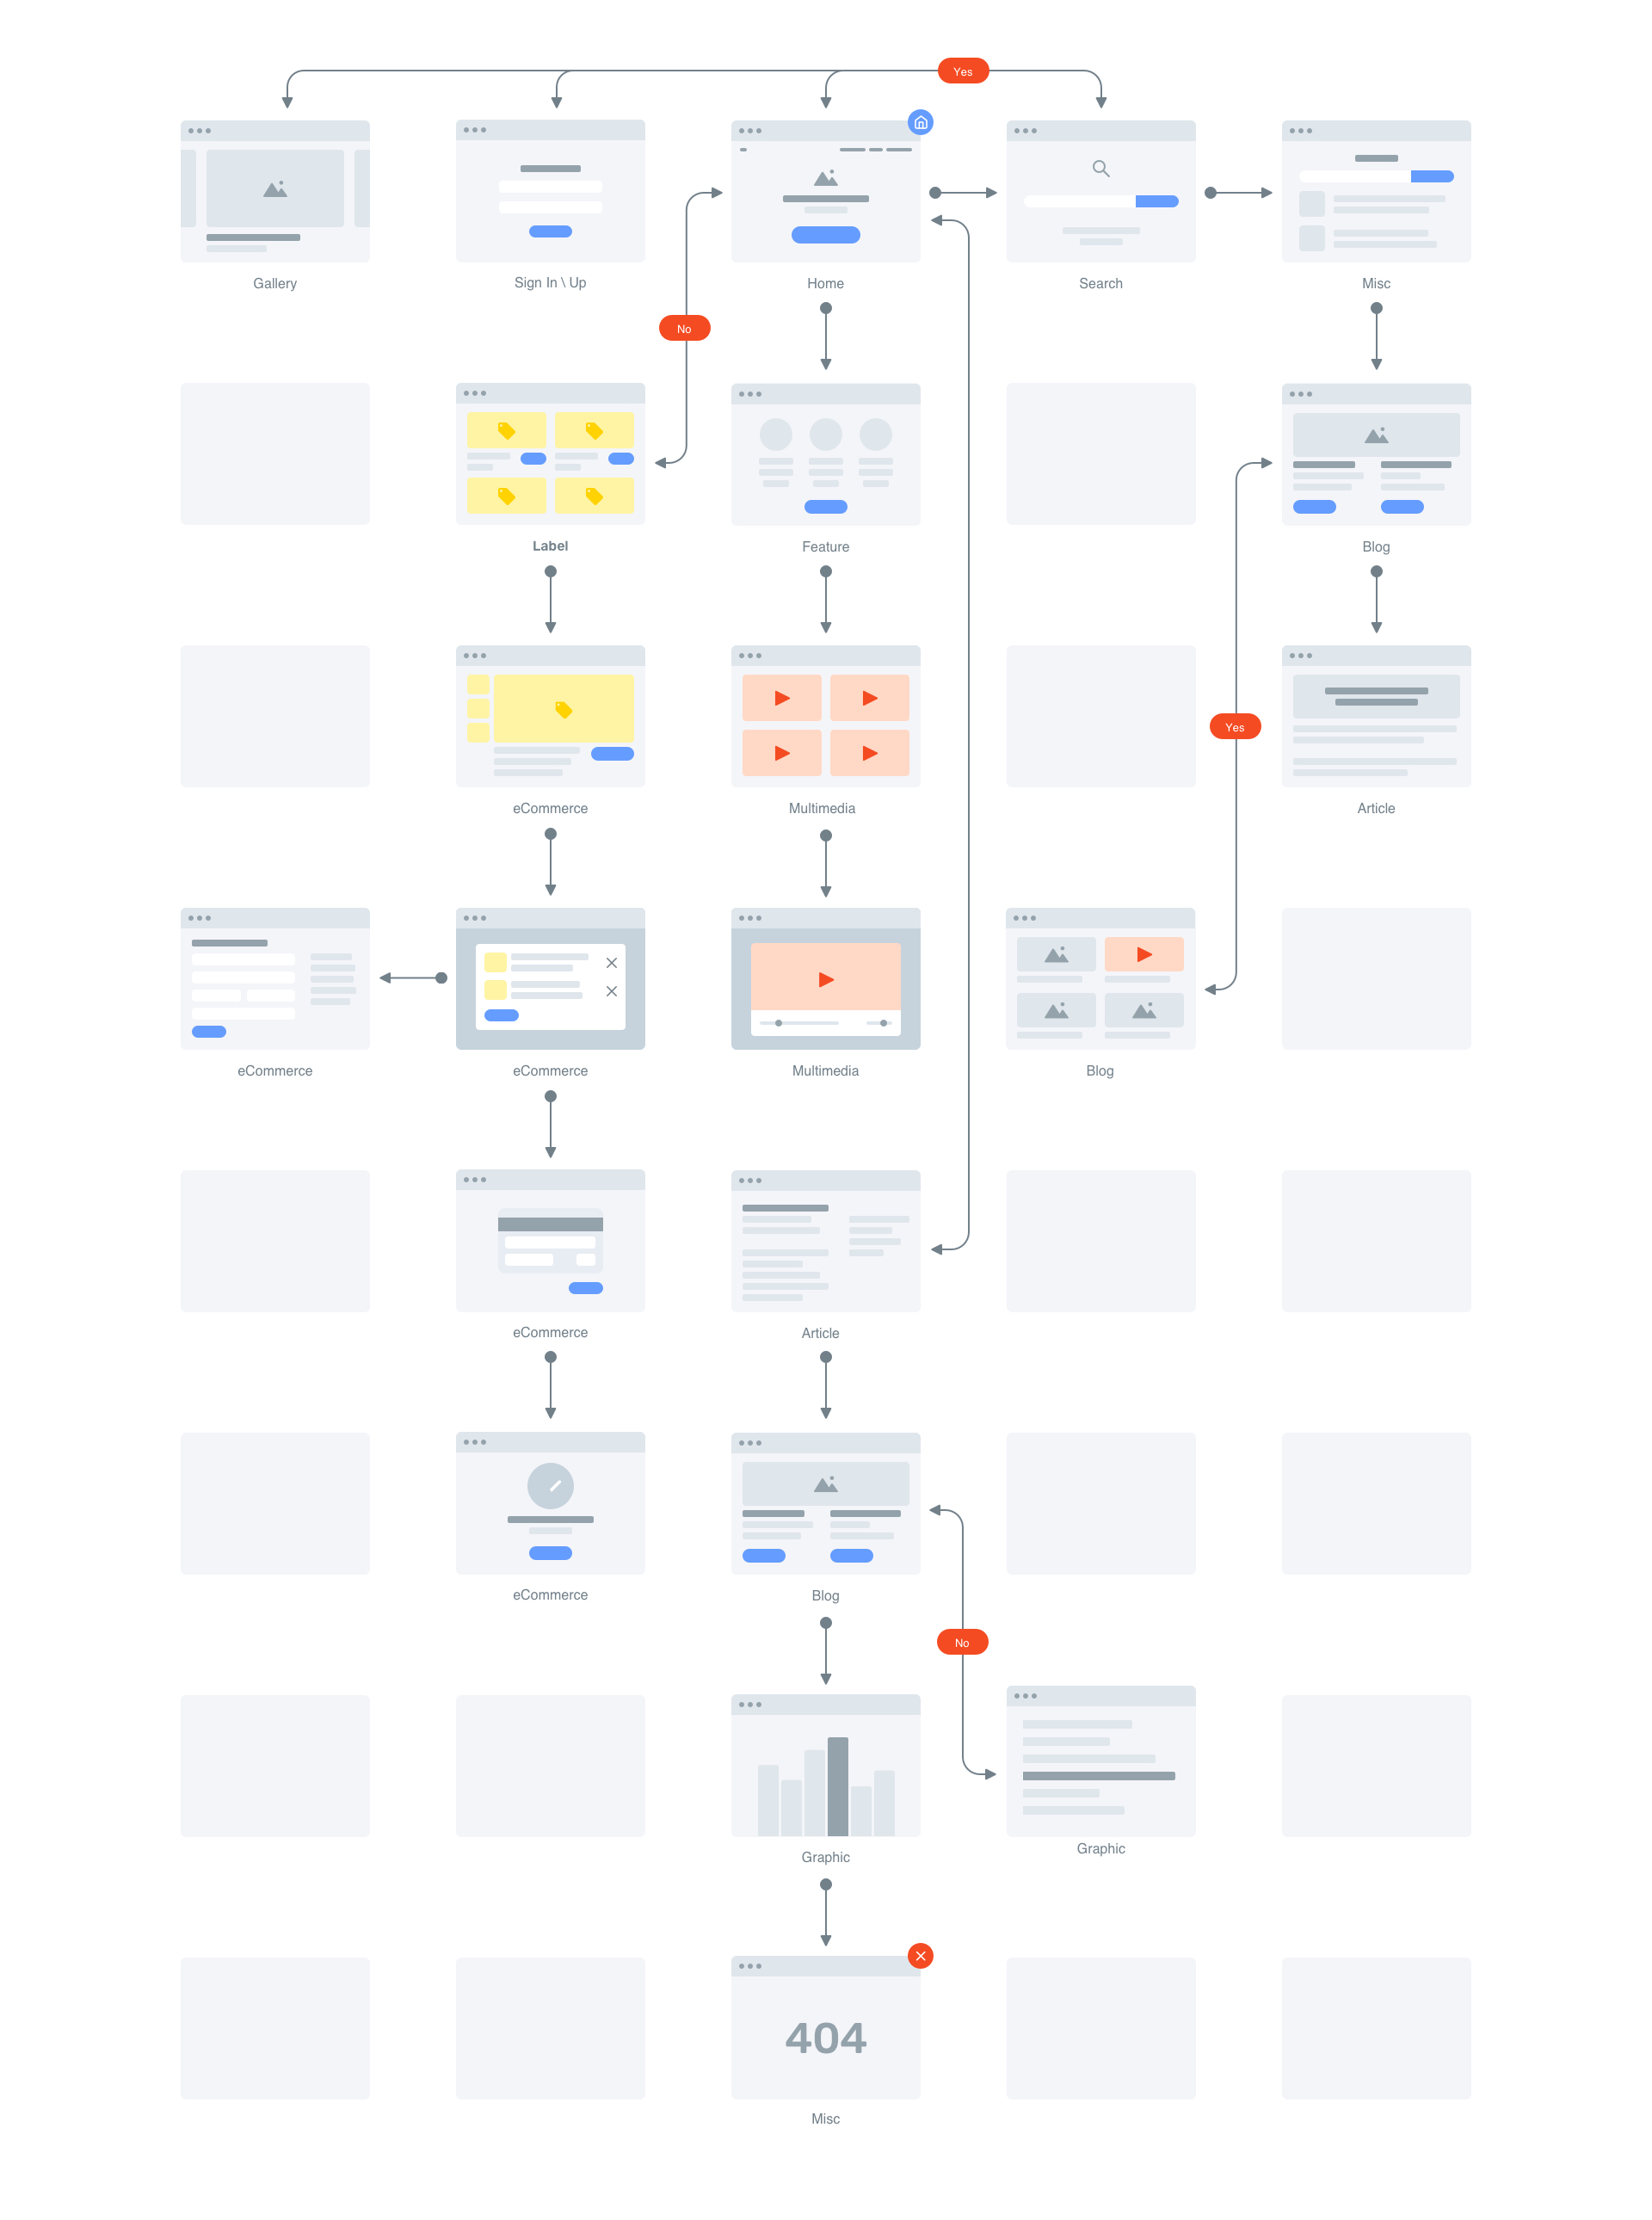 Yes
Gallery
Sign In \ Up
Home
Search
Misc
No
Label
Feature
Blog
Yes
eCommerce
Multimedia
Article
eCommerce
eCommerce
Multimedia
Blog
eCommerce
Article
eCommerce
Blog
No
Graphic
Graphic
404
Misc